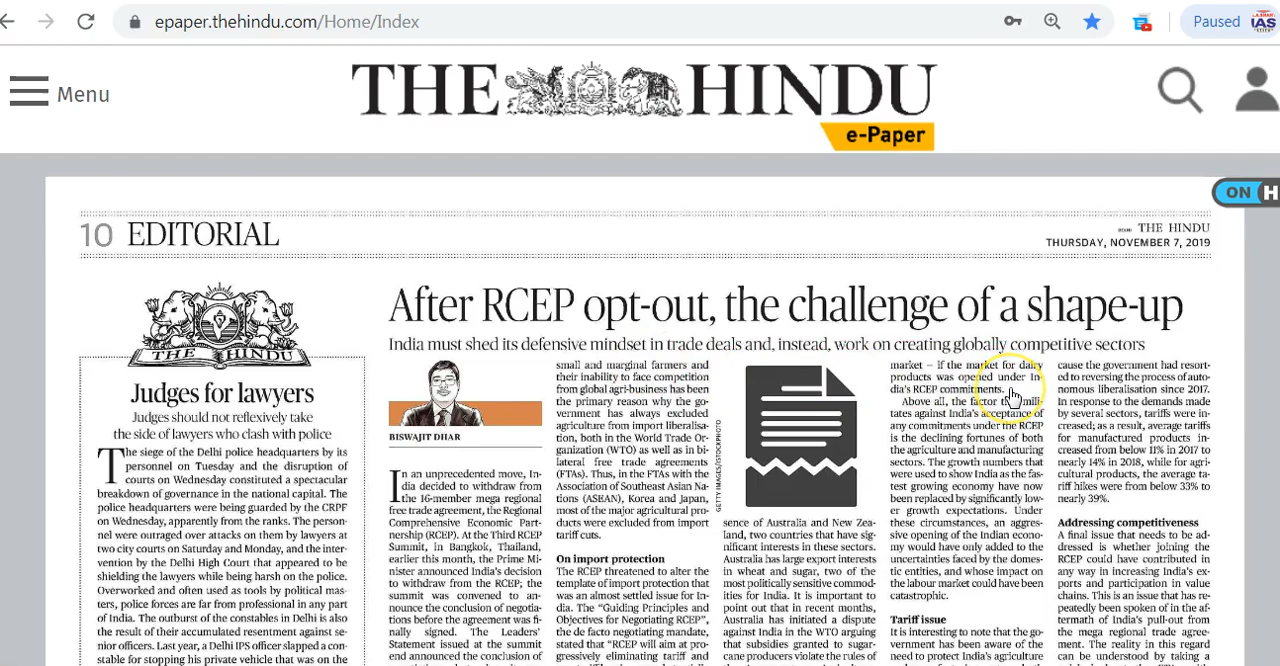 epaper.thehindu.com/Home/Index
Paused
IAS
Menu
THE HINDU
e-Paper
ON
H
10 EDITORIAL
DELHI THE HINDU
THURSDAY, NOVEMBER 7, 2019
THE HINDU
Judges for lawyers
Judges should not reflexively take
the side of lawyers who clash with police
The siege of the Delhi police headquarters by its
personnel on Tuesday and the disruption of
courts on Wednesday constituted a spectacular
breakdown of governance in the national capital. The
police headquarters were being guarded by the CRPF
on Wednesday, apparently from the ranks. The person-
nel were outraged over attacks on them by lawyers at
two city courts on Saturday and Monday, and the inter-
vention by the Delhi High Court that appeared to be
shielding the lawyers while being harsh on the police.
Overworked and often used as tools by political mas-
ters, police forces are far from professional in any part
of India. The outburst of the constables in Delhi is also
the result of their accumulated resentment against se-
nior officers. Last year, a Delhi IPS officer slapped a con-
stable for stopping his private vehicle that was on the
After RCEP opt-out, the challenge of a shape-up
India must shed its defensive mindset in trade deals and, instead, work on creating globally competitive sectors
BISWAJIT DHAR
In an unprecedented move, In-
dia decided to withdraw from
the 16-member mega regional
free trade agreement, the Regional
Comprehensive Economic Part-
nership (RCEP). At the Third RCEP
Summit, in Bangkok, Thailand,
earlier this month, the Prime Mi-
nister announced India's decision
to withdraw from the RCEP; the
summit was convened to an-
nounce the conclusion of negotia-
tions before the agreement was fi-
nally signed. The Leaders'
Statement issued at the summit
end announced the conclusion of
small and marginal farmers and
their inability to face competition
from global agri-business has been
the primary reason why the go-
vernment has always excluded
agriculture from import liberalisa-
tion, both in the World Trade Or-
ganization (WTO) as well as in bi-
lateral free trade agreements
(FTAs). Thus, in the FTAs with the
Association of Southeast Asian Na-
tions (ASEAN), Korea and Japan,
most of the major agricultural pro-
ducts were excluded from import
tariff cuts.
On import protection
The RCEP threatened to alter the
template of import protection that
was an almost settled issue for In-
dia. The "Guiding Principles and
Objectives for Negotiating RCEP",
the de facto negotiating mandate,
stated that "RCEP will aim at pro-
gressively eliminating tariff and
GETTY IMAGES/ISTOCKPHOTO
sence of Australia and New Zea-
land, two countries that have sig-
nificant interests in these sectors.
Australia has large export interests
in wheat and sugar, two of the
most politically sensitive commod-
ities for India. It is important to
point out that in recent months,
Australia has initiated a dispute
against India in the WTO arguing
that subsidies granted to sugar-
cane producers violate the rules of
market – if the market for dairy
products was opened under In-
dia's RCEP commitments.
Above all, the factor that mili-
tates against India's acceptance of
any commitments under the RCEP
is the declining fortunes of both
the agriculture and manufacturing
sectors. The growth numbers that
were used to show India as the fas-
test growing economy have now
been replaced by significantly low-
er growth expectations. Under
these circumstances, an aggres-
sive opening of the Indian econo-
my would have only added to the
uncertainties faced by the domes-
tic entities, and whose impact on
the labour market could have been
catastrophic.
Tariff issue
It is interesting to note that the go-
vernment has been aware of the
need to protect India's agriculture
cause the government had resort-
ed to reversing the process of auto-
nomous liberalisation since 2017.
In response to the demands made
by several sectors, tariffs were in-
creased; as a result, average tariffs
for manufactured products in-
creased from below 11% in 2017 to
nearly 14% in 2018, while for agri-
cultural products, the average ta-
riff hikes were from below 33% to
nearly 39%.
Addressing competitiveness
A final issue that needs to be ad-
dressed is whether joining the
RCEP could have contributed in
any way in increasing India's ex-
ports and participation in value
chains. This is an issue that has re-
peatedly been spoken of in the af-
termath of India's pull-out from
the mega regional trade agree-
ment. The reality in this regard
can be understood by taking a